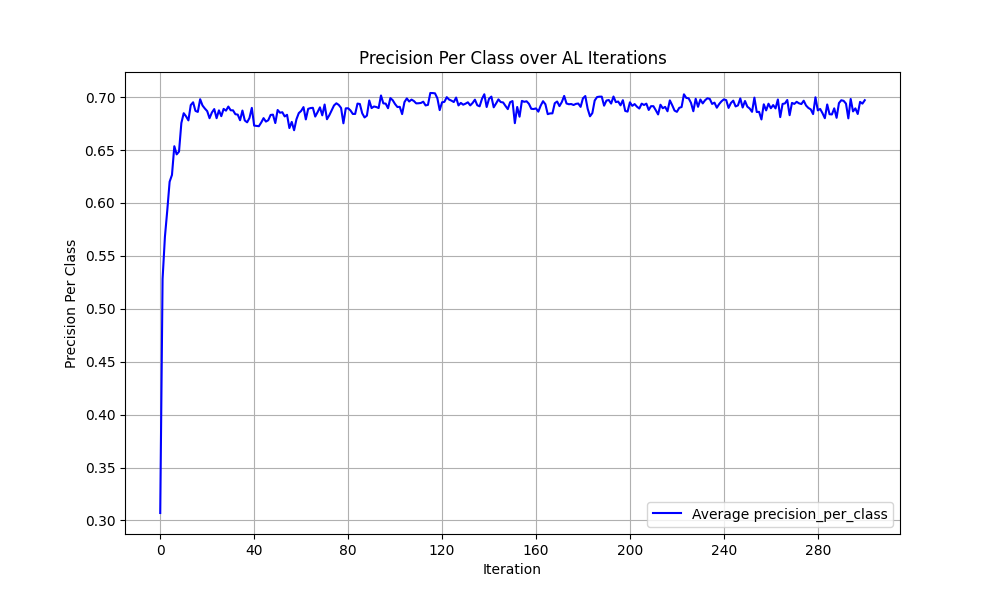 Precision Per Class over AL Iterations
Precision Per Class
0.70
0.65
0.60
0.55
0.50
0.45
0.40
0.35
0.30
Average precision_per_class
0 40 80 120 160 200 240 280
Iteration